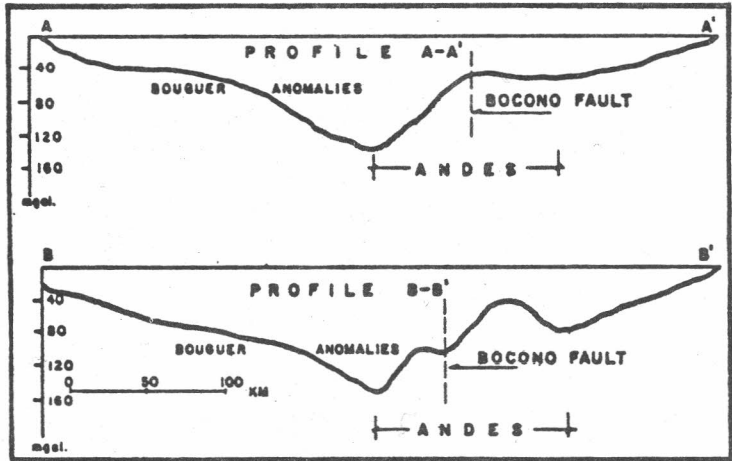 A A'
PROFILE A-A'
40
BOUGUER ANOMALIES
80
BOCONO FAULT
120
160
ANDES
mgal.
B B'
PROFILE B-B'
40
80
BOUGUER ANOMALIES
BOCONO FAULT
120
0 50 100 KM
160
ANDES
mgal.